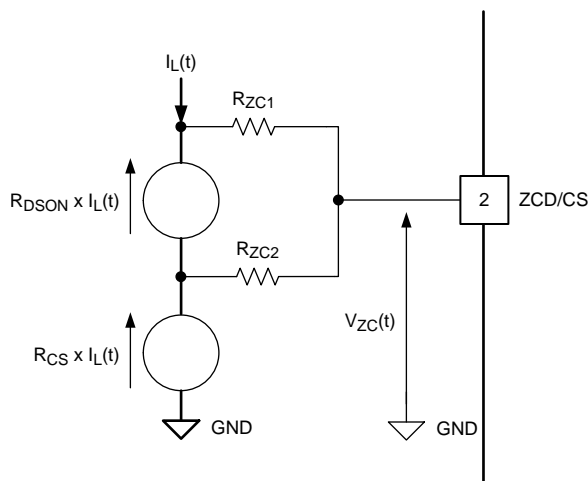 I_L(t)
R_ZC1
R_DSON x I_L(t)
2
ZCD/CS
R_ZC2
V_ZC(t)
R_CS x I_L(t)
GND
GND